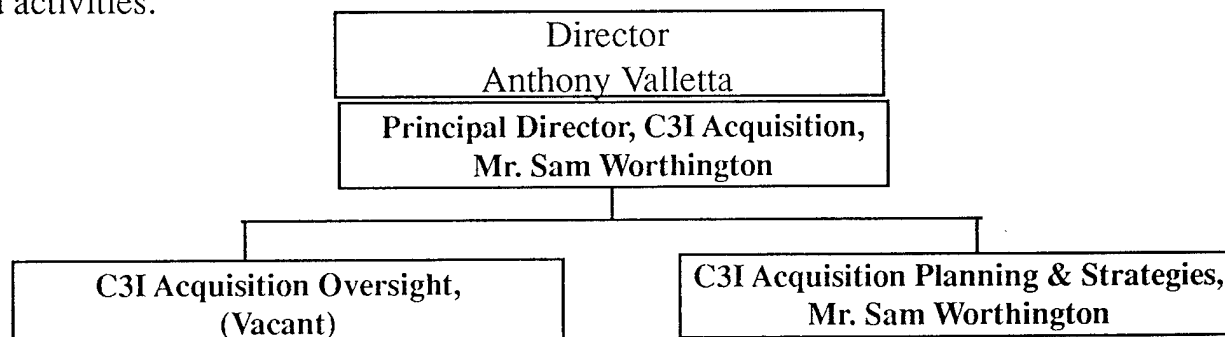 activities.
Director
Anthony Valletta
Principal Director, C3I Acquisition,
Mr. Sam Worthington
C3I Acquisition Oversight,
(Vacant)
C3I Acquisition Planning & Strategies,
Mr. Sam Worthington